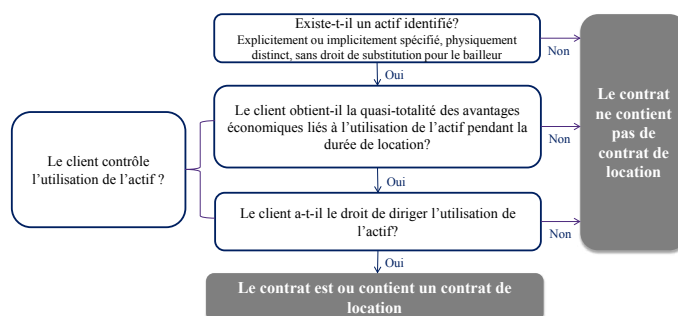 Existe-t-il un actif identifié?
Explicitement ou implicitement spécifié, physiquement
distinct, sans droit de substitution pour le bailleur
Non
Oui
Le contrat
ne contient
pas de
contrat de
location
Le client obtient-il la quasi-totalité des avantages
économiques liés à l’utilisation de l’actif pendant la
durée de location?
Non
Le client contrôle
l’utilisation de l’actif ?
Oui
Le client a-t-il le droit de diriger l’utilisation de
l’actif?
Non
Oui
Le contrat est ou contient un contrat de
location